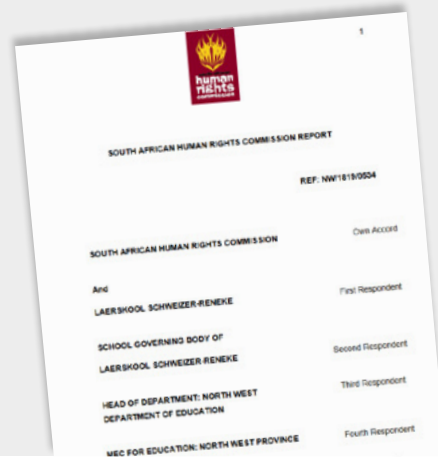 1
human
rights
COMMISSION
SOUTH AFRICAN HUMAN RIGHTS COMMISSION REPORT
REF: NW/1819/0534
SOUTH AFRICAN HUMAN RIGHTS COMMISSION Own Accord
And
LAERSKOOL SCHWEIZER-RENEKE First Respondent
SCHOOL GOVERNING BODY OF
LAERSKOOL SCHWEIZER-RENEKE Second Respondent
HEAD OF DEPARTMENT: NORTH WEST Third Respondent
DEPARTMENT OF EDUCATION
MEC FOR EDUCATION: NORTH WEST PROVINCE Fourth Respondent